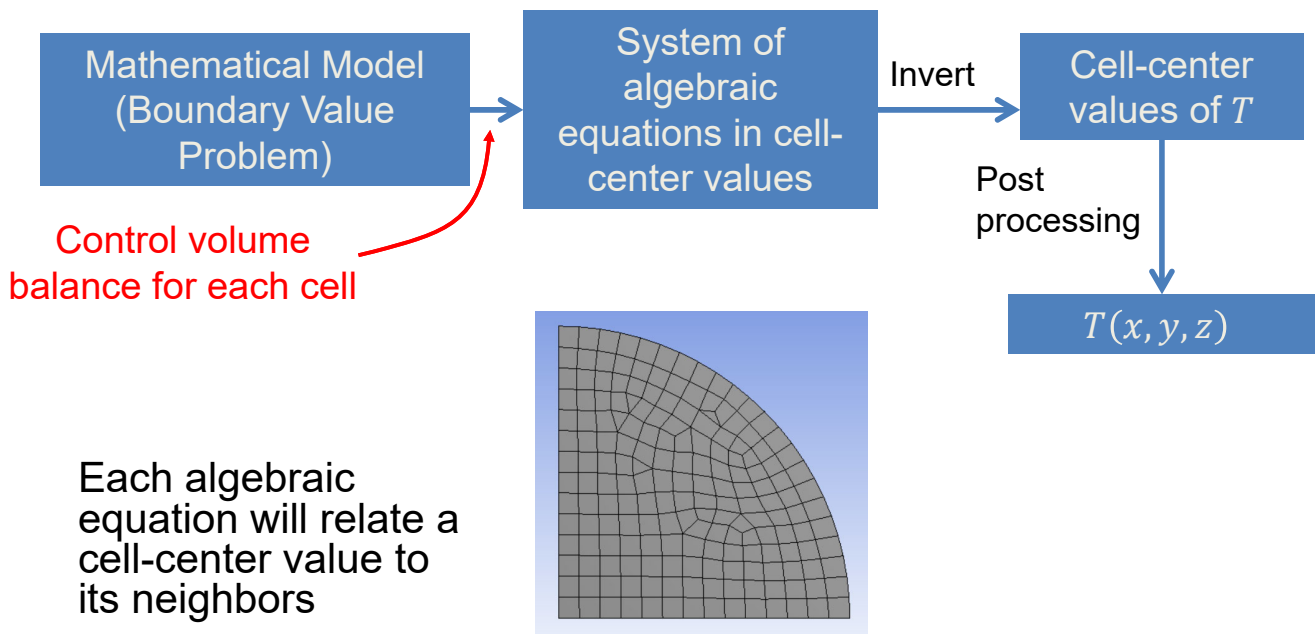 Mathematical Model
(Boundary Value
Problem)
System of
algebraic
equations in cell-
center values
Invert
Cell-center
values of T
Post
processing
T(x, y, z)
Control volume
balance for each cell
Each algebraic
equation will relate a
cell-center value to
its neighbors